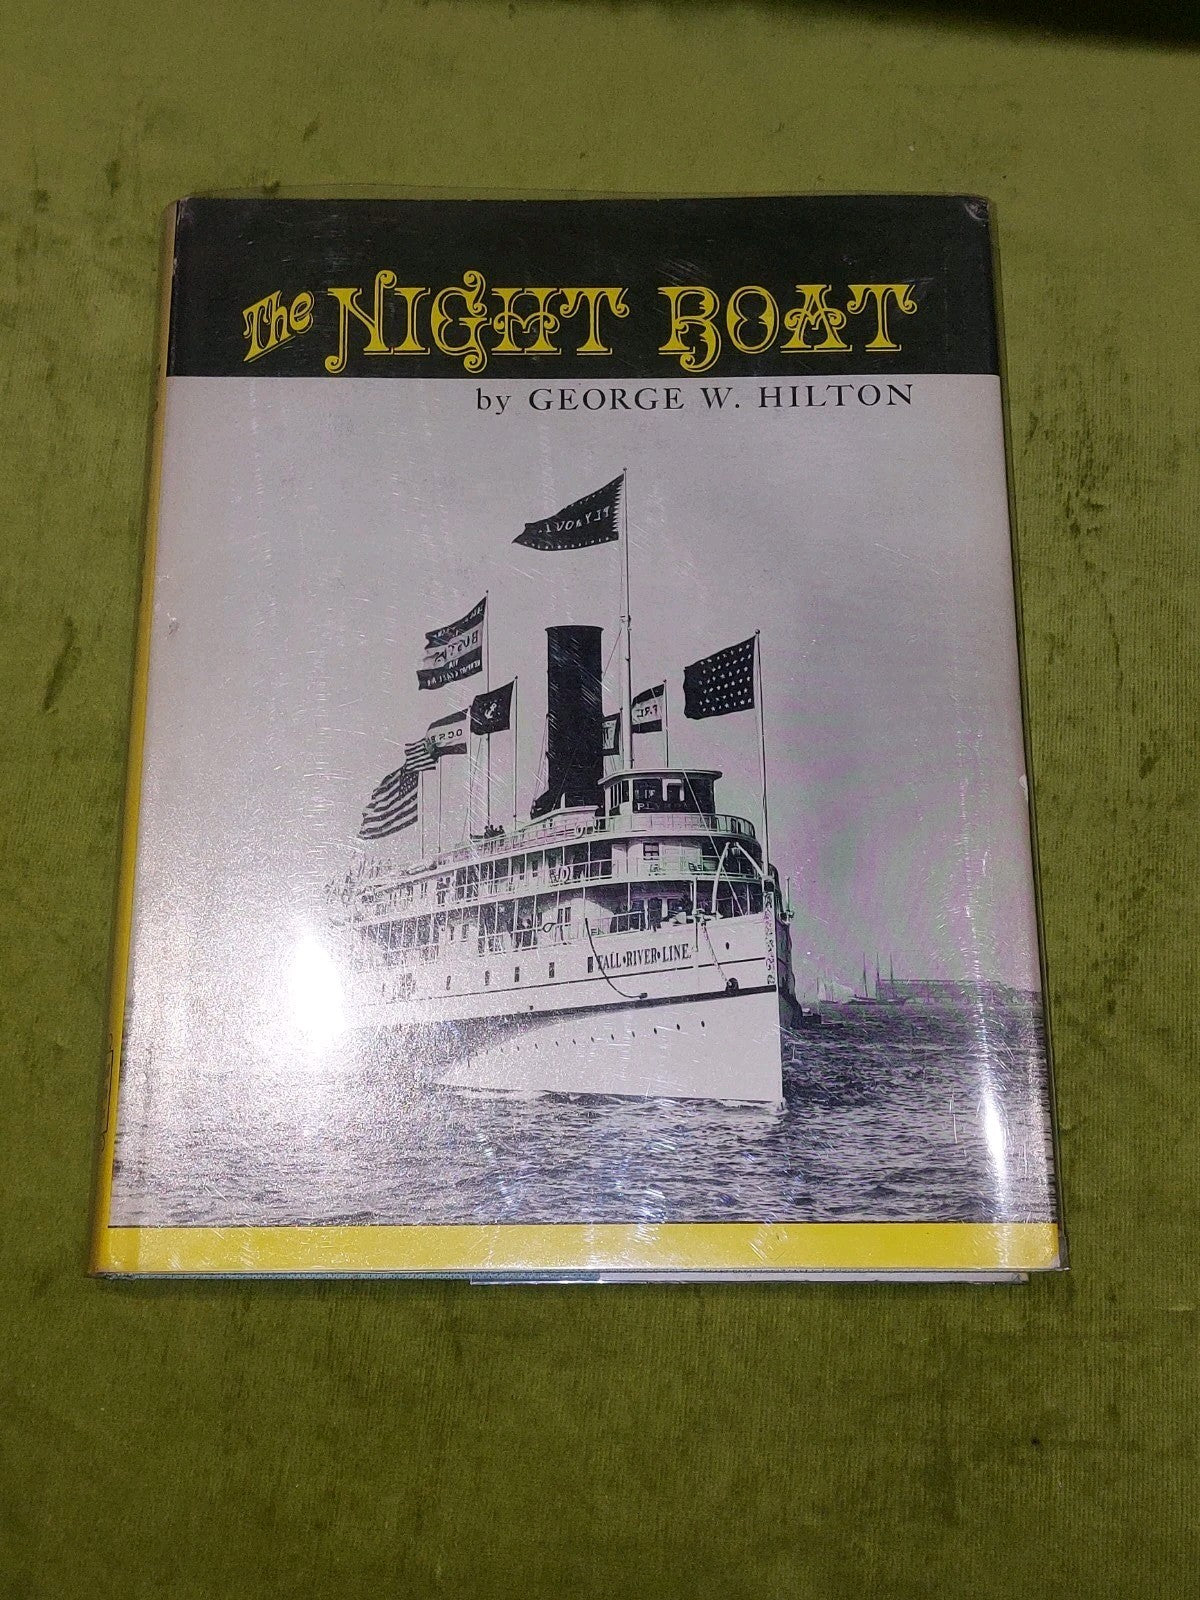 The NIGHT BOAT
by GEORGE W. HILTON
F.R.L
FALL•RIVER•LINE.